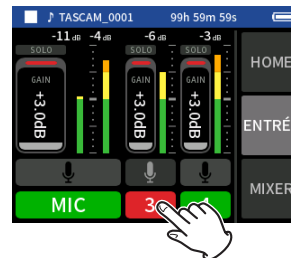 ♪ TASCAM_0001 99h 59m 59s
-11 dB -4 dB -6 dB -3 dB
SOLO SOLO SOLO
GAIN GAIN GAIN
+3.0dB +3.0dB +3.0dB
HOME
ENTRÉ
MIXER
MIC 3